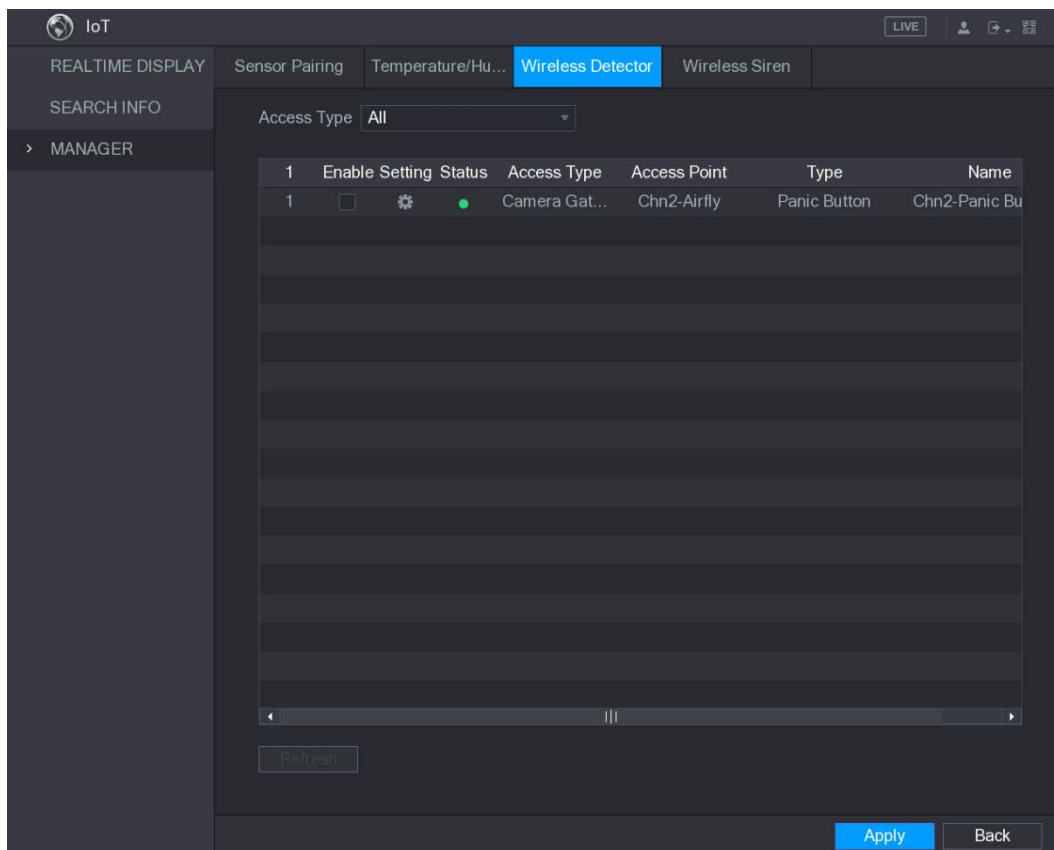 IoT
LIVE
REALTIME DISPLAY
SEARCH INFO
MANAGER
Sensor Pairing Temperature/Hu... Wireless Detector Wireless Siren
Access Type All
1 Enable Setting Status Access Type Access Point Type Name
1 Camera Gat... Chn2-Airfly Panic Button Chn2-Panic Bu
Refresh
Apply Back